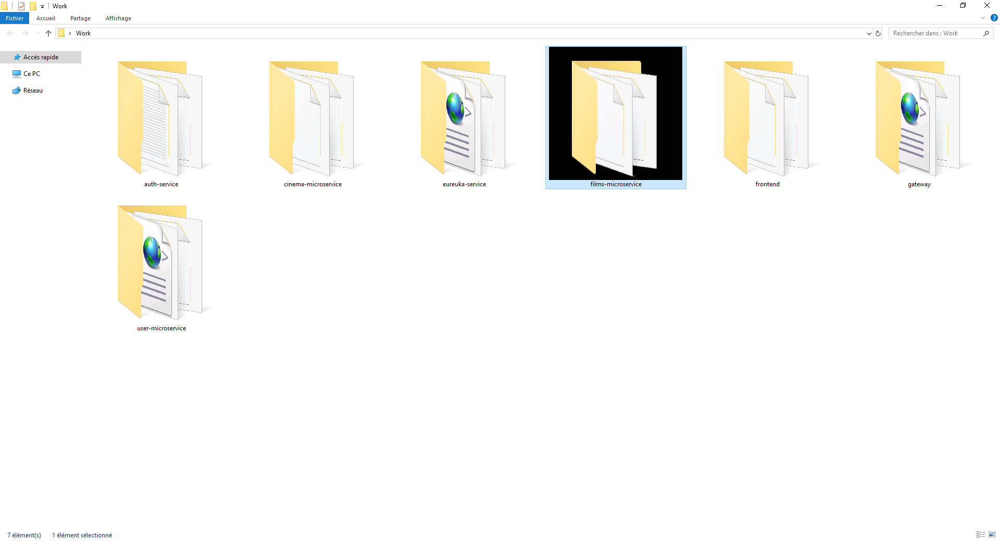 Work
Fichier Accueil Partage Affichage
Work
Rechercher dans : Work
Accès rapide
Ce PC
Réseau
auth-service
cinema-microservice
eureuka-service
films-microservice
frontend
gateway
user-microservice
7 élément(s) 1 élément sélectionné